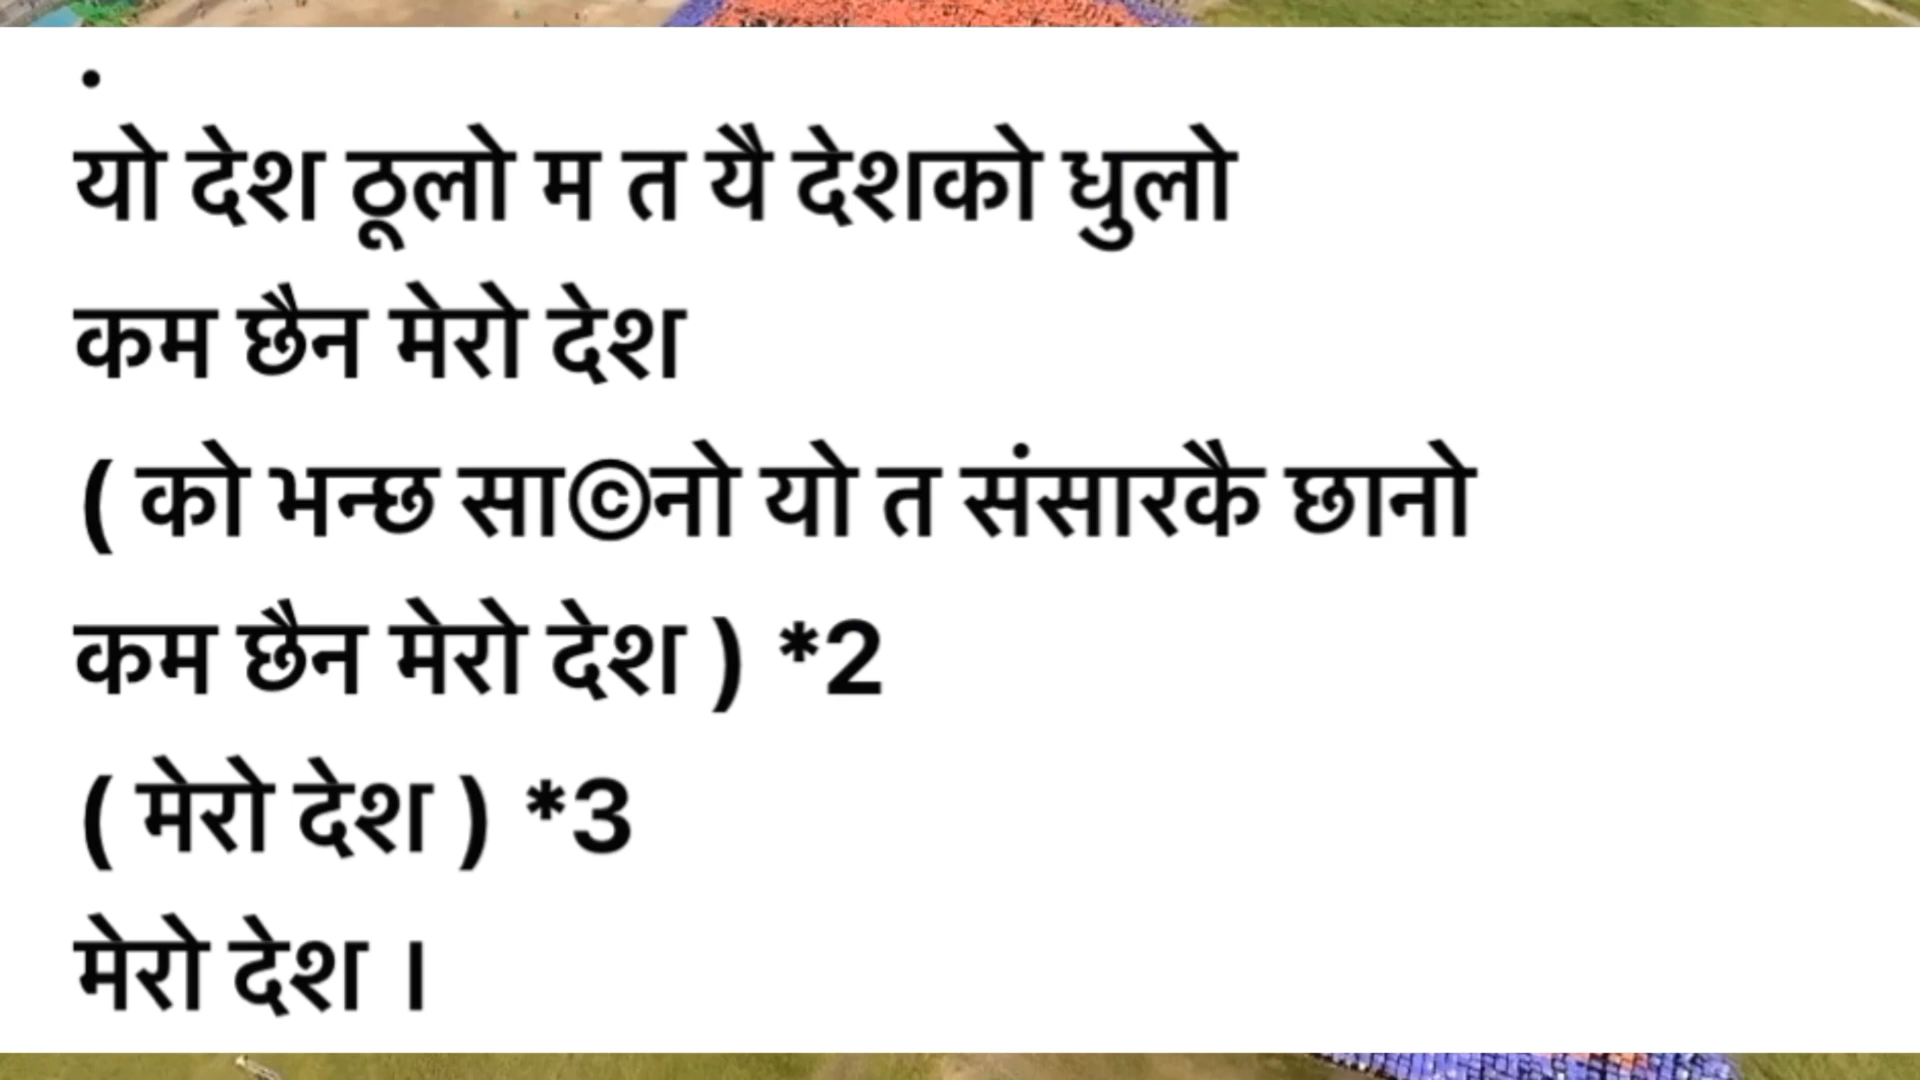 •
यो देश ठूलो म त यै देशको धुलो
कम छैन मेरो देश
( को भन्छ सा©नो यो त संसारकै छानो
कम छैन मेरो देश ) *2
( मेरो देश ) *3
मेरो देश ।